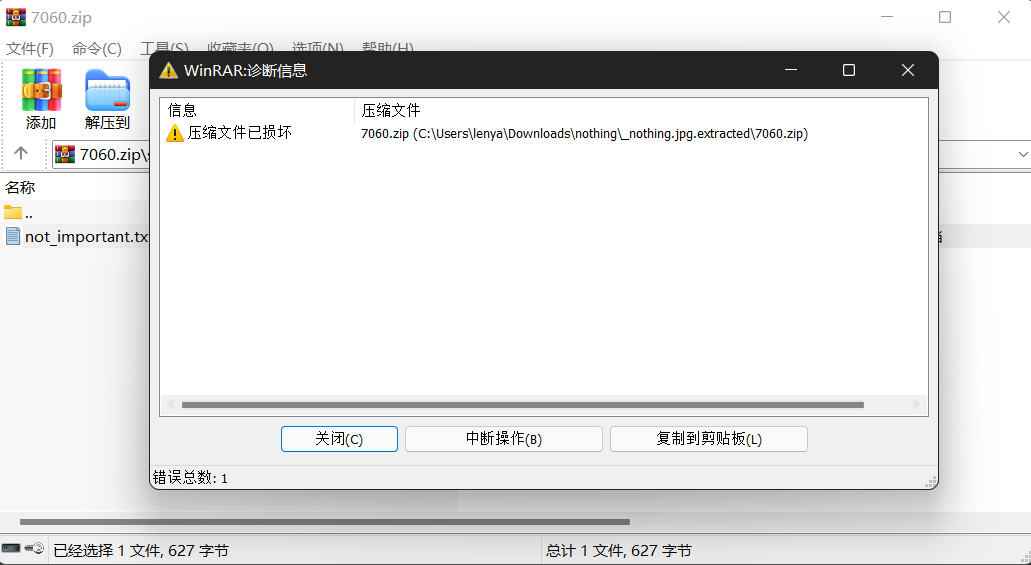 7060.zip
文件(F) 命令(C) 工具(S) 收藏夹(O) 选项(N) 帮助(H)
WinRAR:诊断信息
添加 解压到
信息 压缩文件
压缩文件已损坏 7060.zip (C:\Users\lenya\Downloads\nothing\_nothing.jpg.extracted\7060.zip)
7060.zip\
名称
..
not_important.tx
关闭(C) 中断操作(B) 复制到剪贴板(L)
错误总数: 1
已经选择 1 文件, 627 字节 总计 1 文件, 627 字节